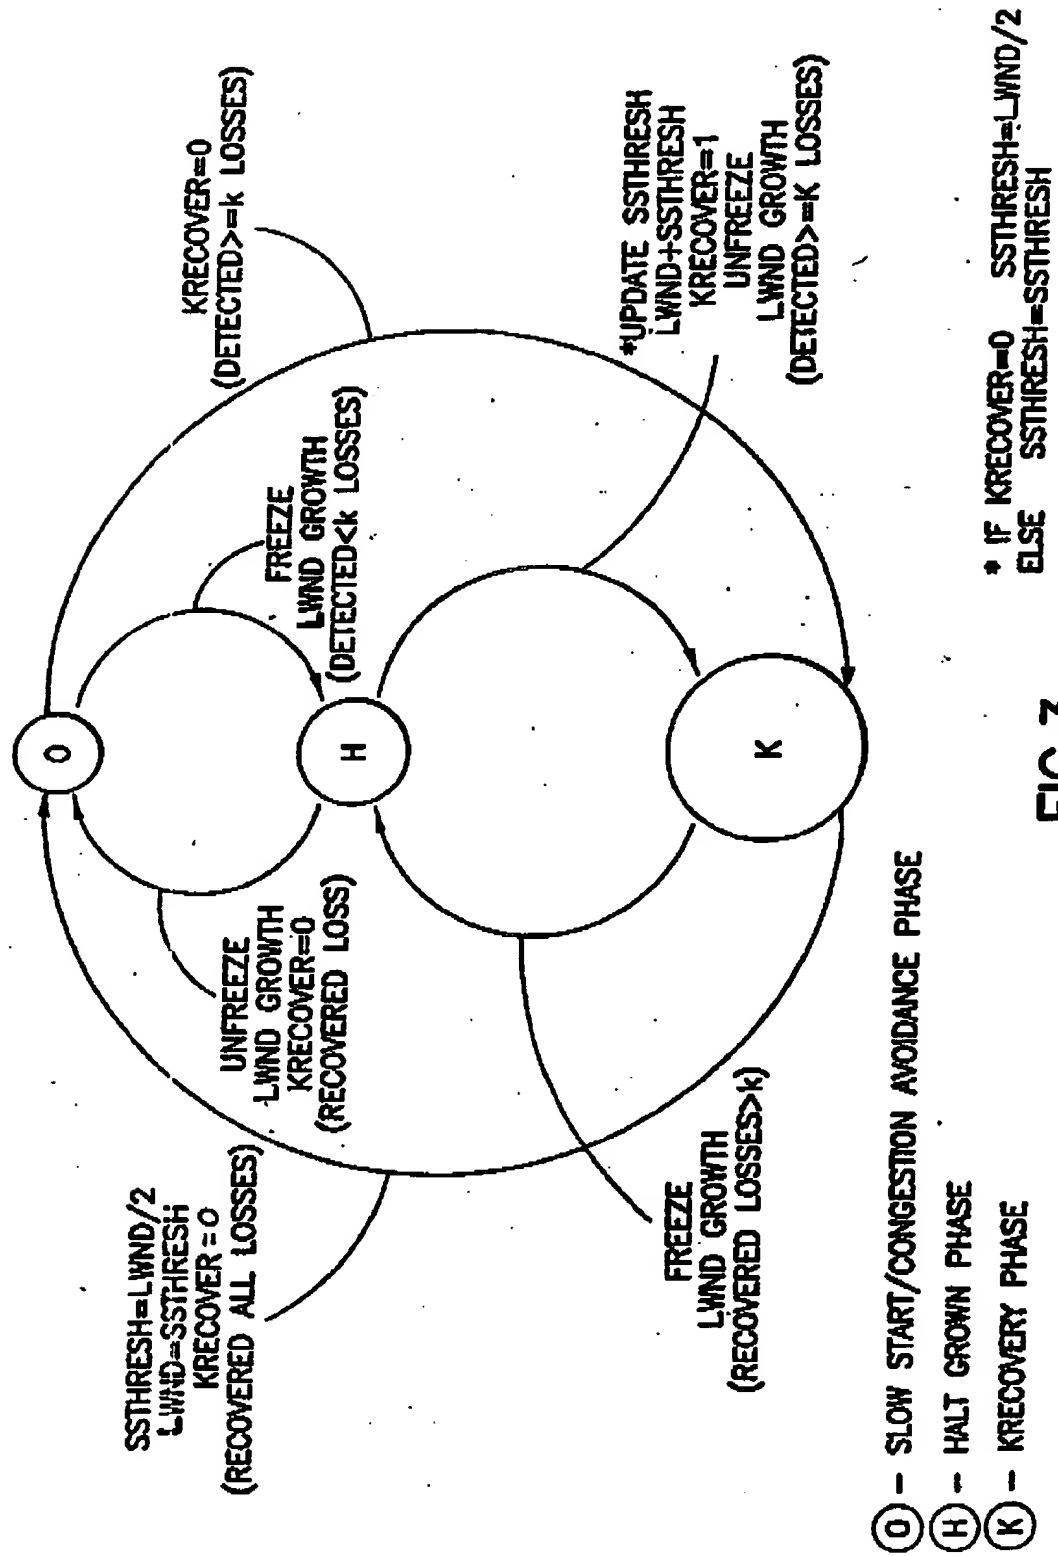 KRECOVER=0
(DETECTED>=k LOSSES)
FREEZE
LWND GROWTH
(DETECTED<k LOSSES)
*UPDATE SSTHRESH
LWND+SSTHRESH
KRECOVER=1
UNFREEZE
LWND GROWTH
(DETECTED>=K LOSSES)
O
H
K
UNFREEZE
LWND GROWTH
KRECOVER=0
(RECOVERED LOSS)
SSTHRESH=LWND/2
LWND=SSTHRESH
KRECOVER=0
(RECOVERED ALL LOSSES)
FREEZE
LWND GROWTH
(RECOVERED LOSSES>k)
* IF KRECOVER=0 SSTHRESH=LWND/2
ELSE SSTHRESH=SSTHRESH
O - SLOW START/CONGESTION AVOIDANCE PHASE
H - HALT GROWN PHASE
K - KRECOVERY PHASE
FIG. 3